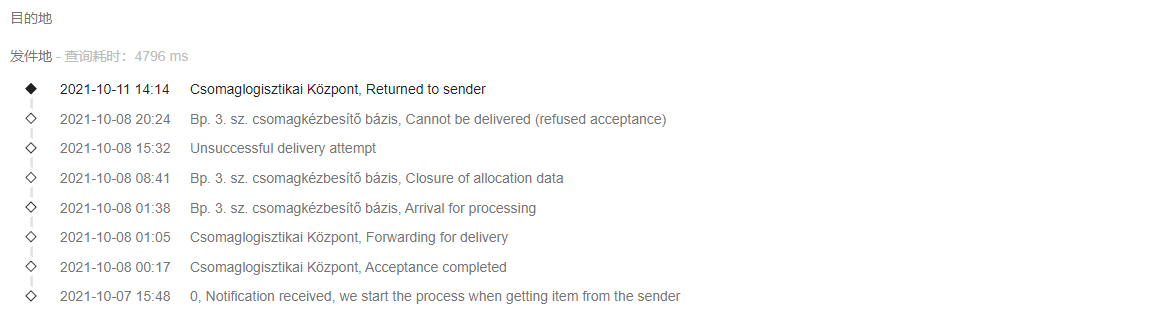 目的地
发件地 - 查询耗时：4796 ms
2021-10-11 14:14 Csomaglogisztikai Központ, Returned to sender
2021-10-08 20:24 Bp. 3. sz. csomagkézbesítő bázis, Cannot be delivered (refused acceptance)
2021-10-08 15:32 Unsuccessful delivery attempt
2021-10-08 08:41 Bp. 3. sz. csomagkézbesítő bázis, Closure of allocation data
2021-10-08 01:38 Bp. 3. sz. csomagkézbesítő bázis, Arrival for processing
2021-10-08 01:05 Csomaglogisztikai Központ, Forwarding for delivery
2021-10-08 00:17 Csomaglogisztikai Központ, Acceptance completed
2021-10-07 15:48 0, Notification received, we start the process when getting item from the sender